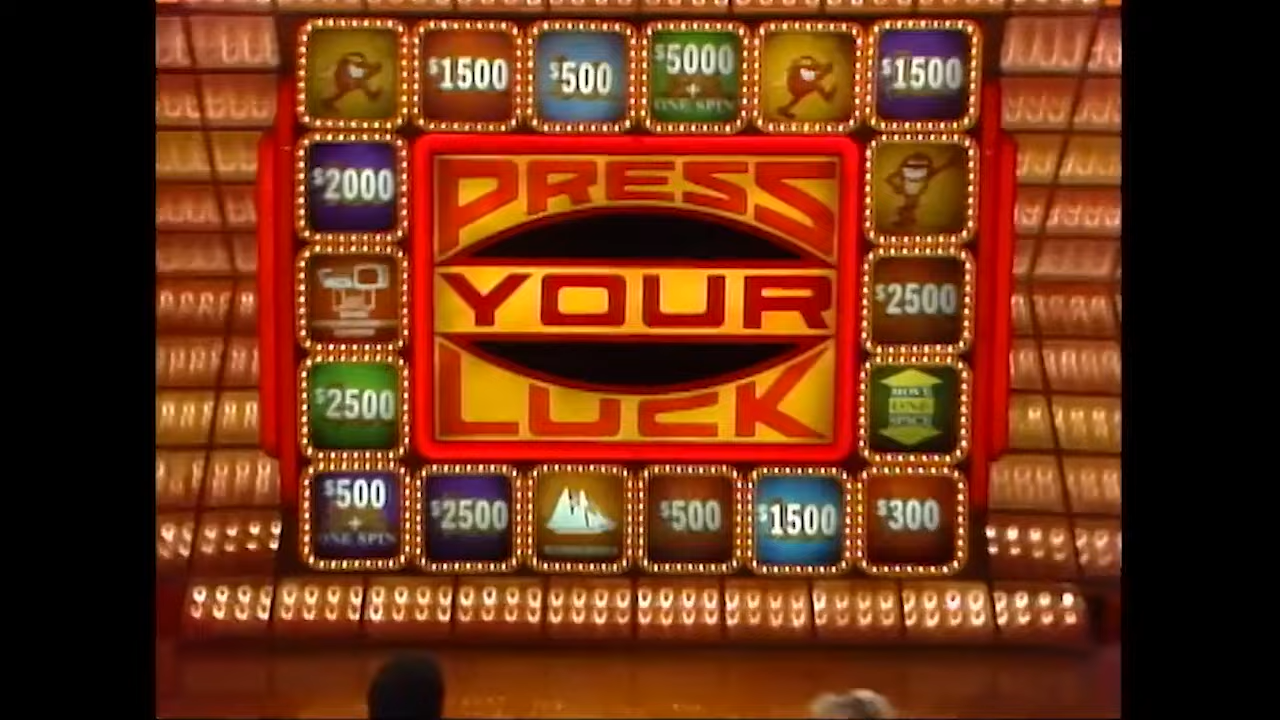 $1500
$500
$5000
+
ONE SPIN
$1500
$2000
PRESS
YOUR
LUCK
$2500
$2500
MOVE
ONE
SPACE
$500
+
ONE SPIN
$2500
$500
$1500
$300